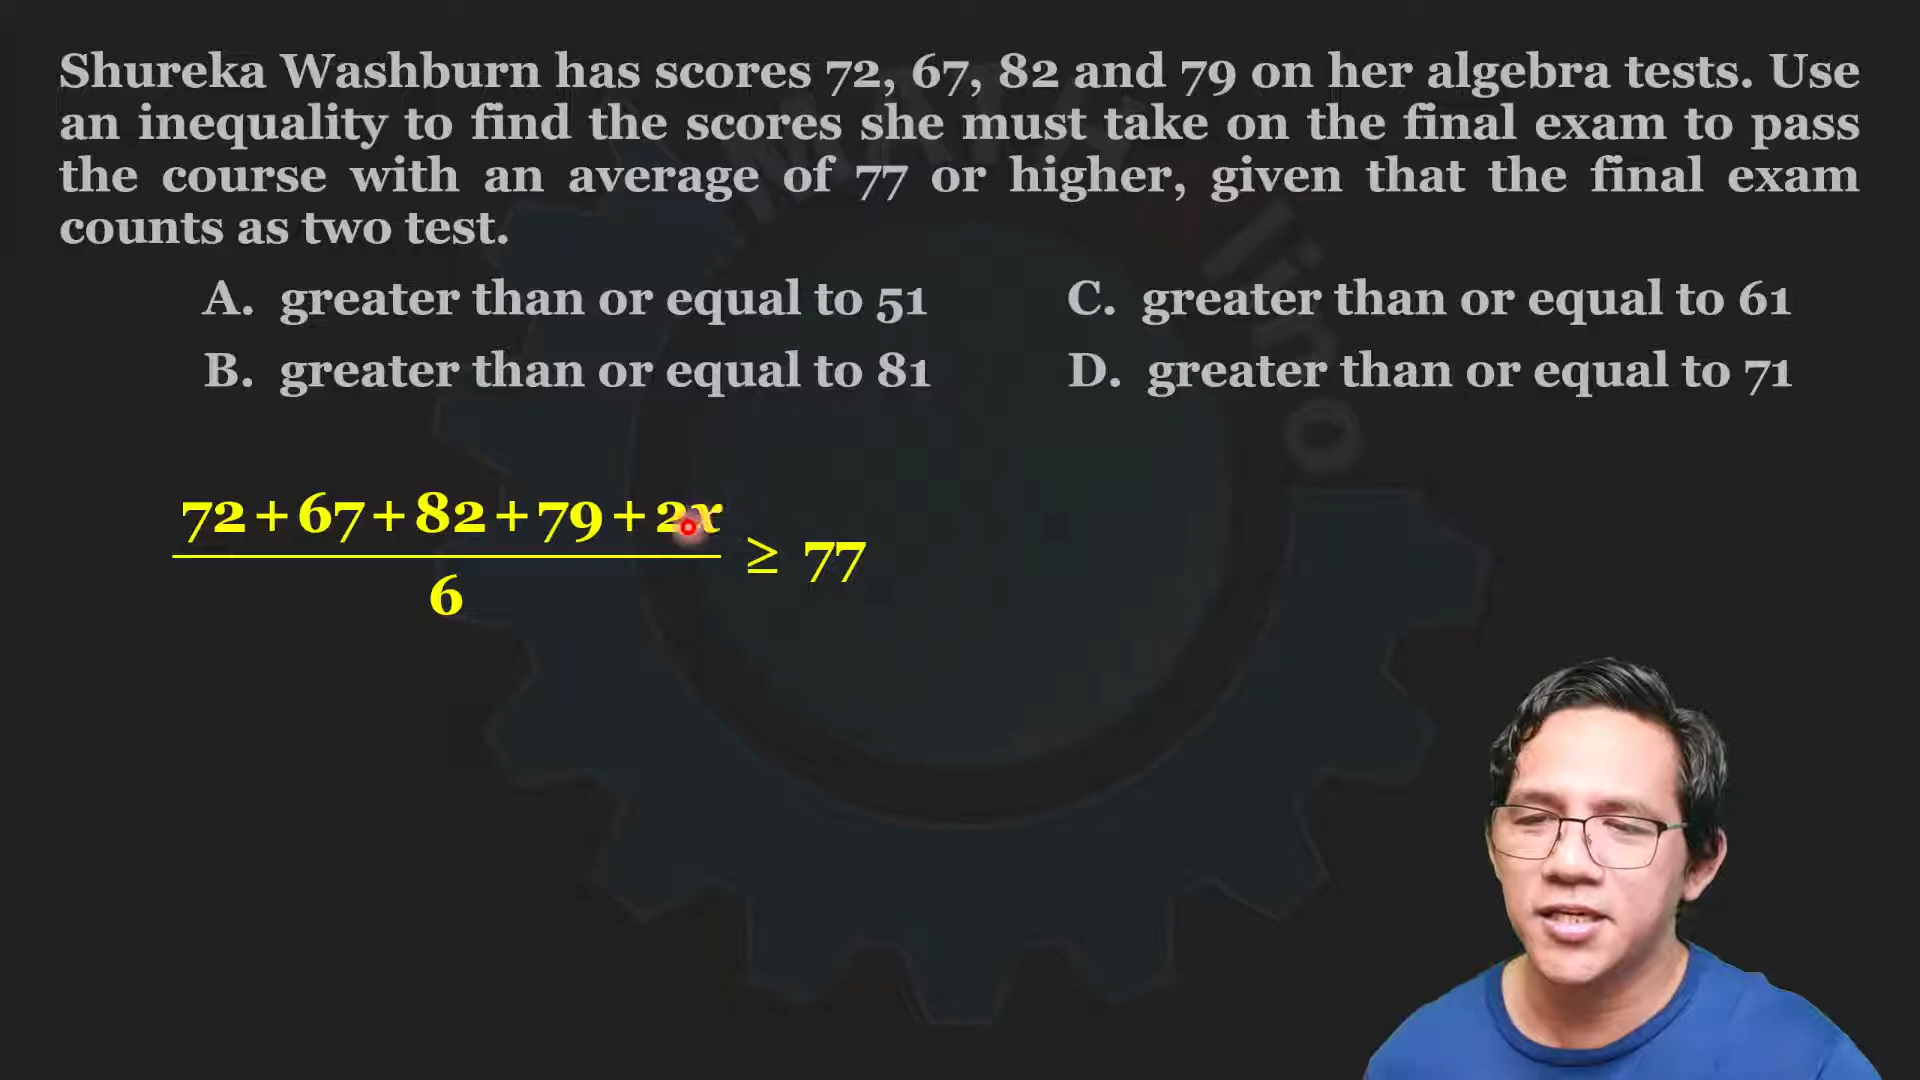 Shureka Washburn has scores 72, 67, 82 and 79 on her algebra tests. Use
an inequality to find the scores she must take on the final exam to pass
the course with an average of 77 or higher, given that the final exam
counts as two test.
A. greater than or equal to 51
C. greater than or equal to 61
B. greater than or equal to 81
D. greater than or equal to 71
72+67+82+79+2x
≥ 77
6